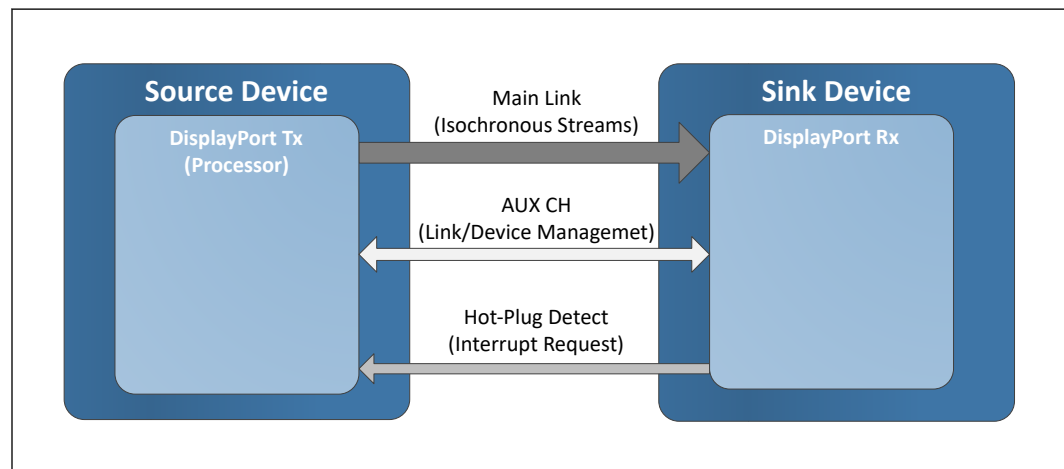 Source Device
DisplayPort Tx
(Processor)
Main Link
(Isochronous Streams)
AUX CH
(Link/Device Managemet)
Hot-Plug Detect
(Interrupt Request)
Sink Device
DisplayPort Rx